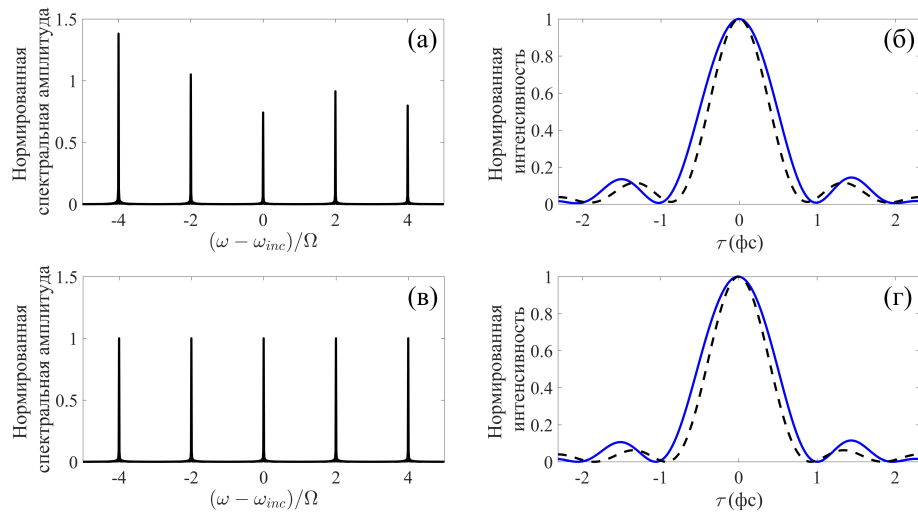 Нормированная
спектральная амплитуда
1.5
1
0.5
0
(а)
-4 -2 0 2 4
(ω − ω_inc)/Ω
Нормированная
интенсивность
1
0.8
0.6
0.4
0.2
0
(б)
-2 -1 0 1 2
τ(фс)
Нормированная
спектральная амплитуда
1.5
1
0.5
0
(в)
-4 -2 0 2 4
(ω − ω_inc)/Ω
Нормированная
интенсивность
1
0.8
0.6
0.4
0.2
0
(г)
-2 -1 0 1 2
τ(фс)